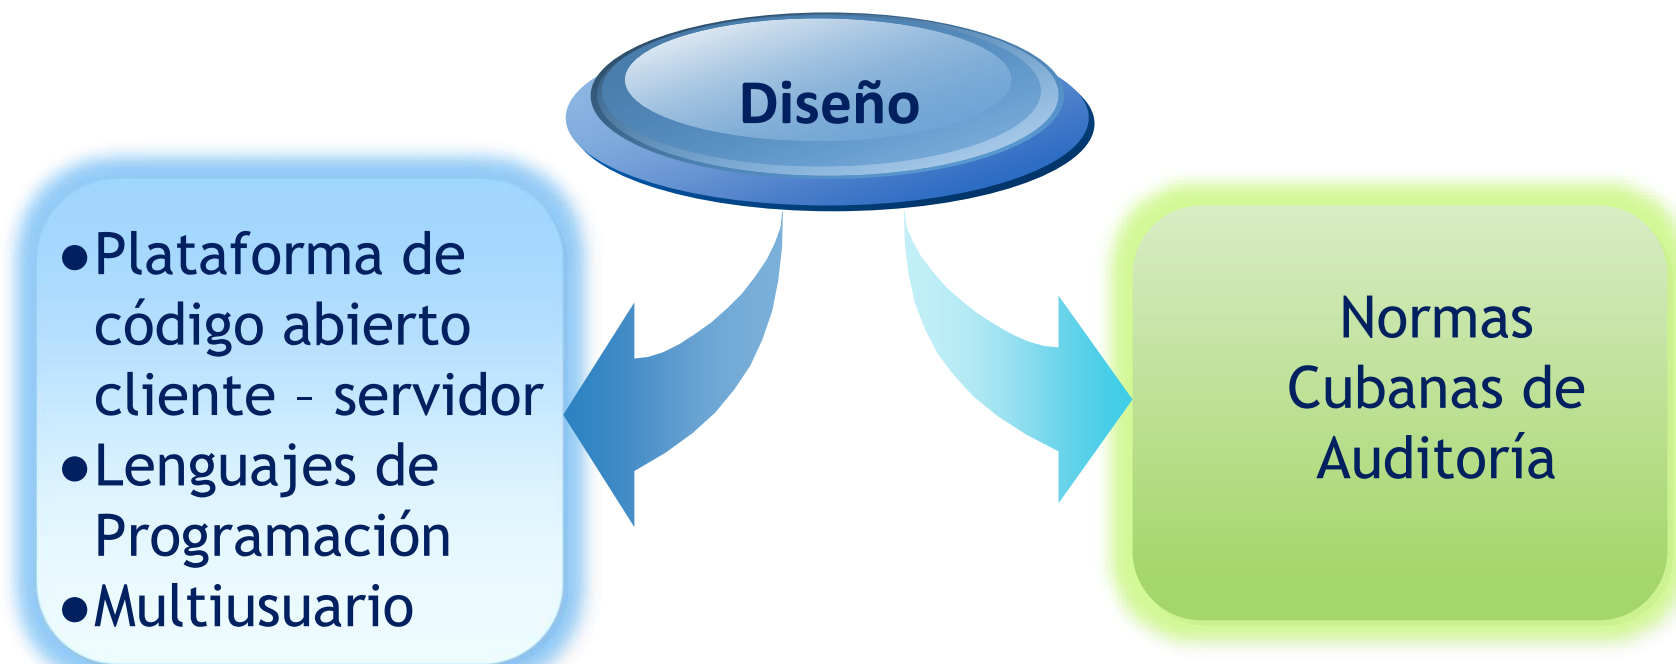 Diseño
●Plataforma de
código abierto
cliente – servidor
●Lenguajes de
Programación
●Multiusuario
Normas
Cubanas de
Auditoría